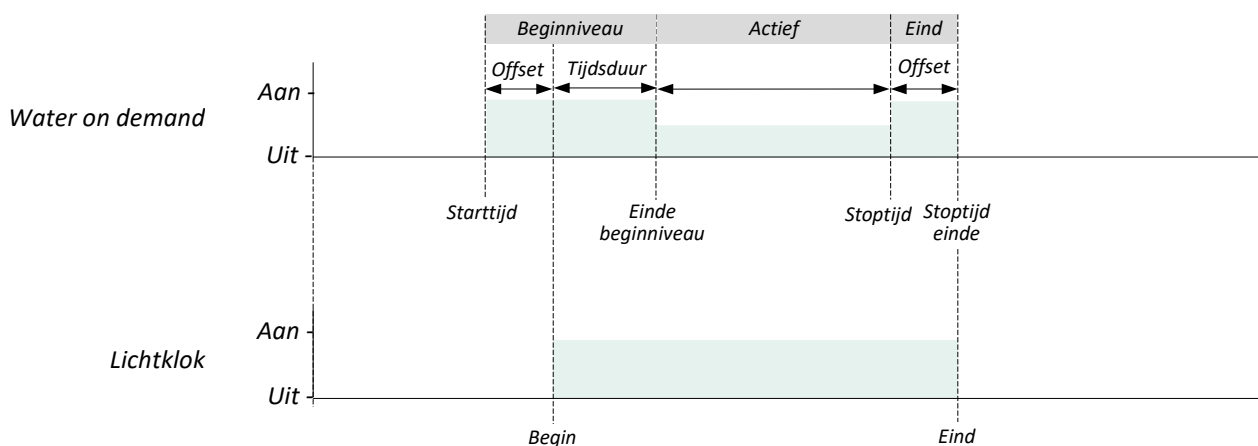 Beginniveau Actief Eind
Offset Tijdsduur Offset
Aan
Water on demand
Uit
Starttijd Einde beginniveau Stoptijd Stoptijd einde
Aan
Lichtklok
Uit
Begin Eind